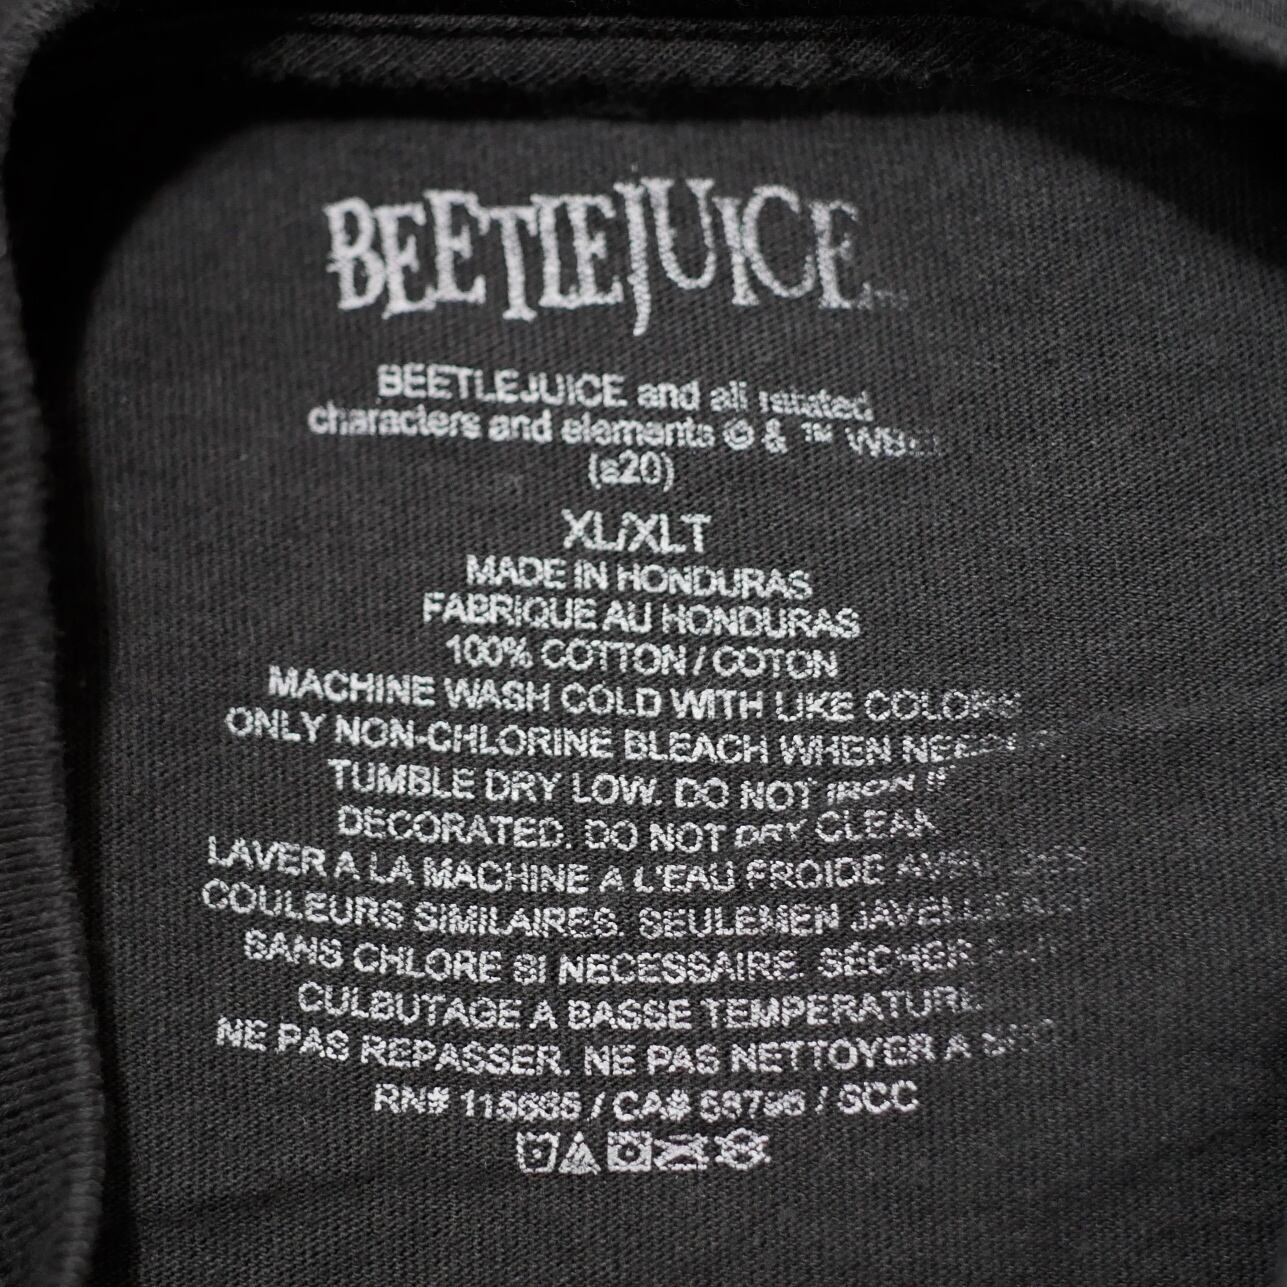 BEETLEJUICE
BEETLEJUICE and all related
characters and elements © & ™
(s20)
XL/XLT
MADE IN HONDURAS
FABRIQUE AU HONDURAS
100% COTTON / COTON
MACHINE WASH COLD WITH LIKE COLORS
ONLY NON-CHLORINE BLEACH WHEN
TUMBLE DRY LOW. DO NOT IRON
DECORATED. DO NOT DRY CLEAN
LAVER A LA MACHINE A L'EAU FROIDE
COULEURS SIMILAIRES. SEULEMEN
SANS CHLORE SI NECESSAIRE. SÉCHER
CULBUTAGE A BASSE TEMPERATURE
NE PAS REPASSER. NE PAS NETTOYER A
RN# / CA# / SCC